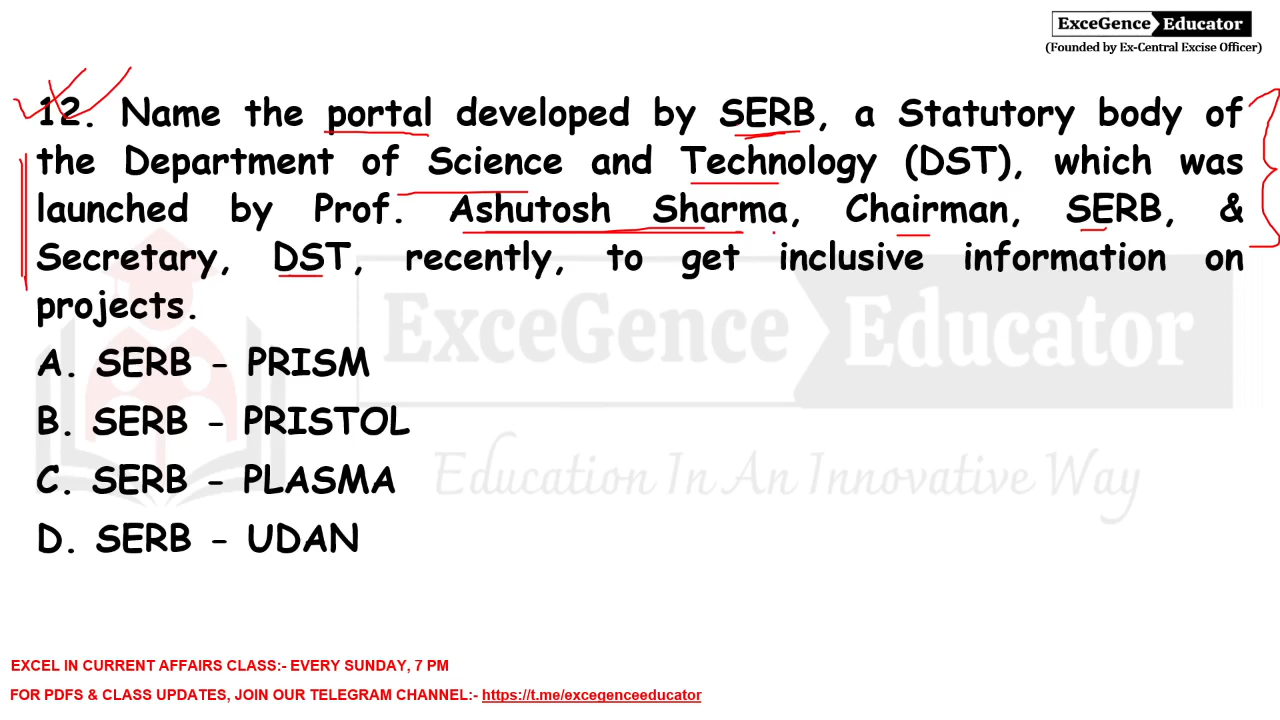 ExceGence Educator
(Founded by Ex-Central Excise Officer)
12. Name the portal developed by SERB, a Statutory body of
the Department of Science and Technology (DST), which was
launched by Prof. Ashutosh Sharma, Chairman, SERB, &
Secretary, DST, recently, to get inclusive information on
projects.
A. SERB - PRISM
B. SERB - PRISTOL
C. SERB - PLASMA
D. SERB - UDAN
ExceGence Educator
Education In An Innovative Way
EXCEL IN CURRENT AFFAIRS CLASS:- EVERY SUNDAY, 7 PM
FOR PDFS & CLASS UPDATES, JOIN OUR TELEGRAM CHANNEL:- https://t.me/excegenceeducator